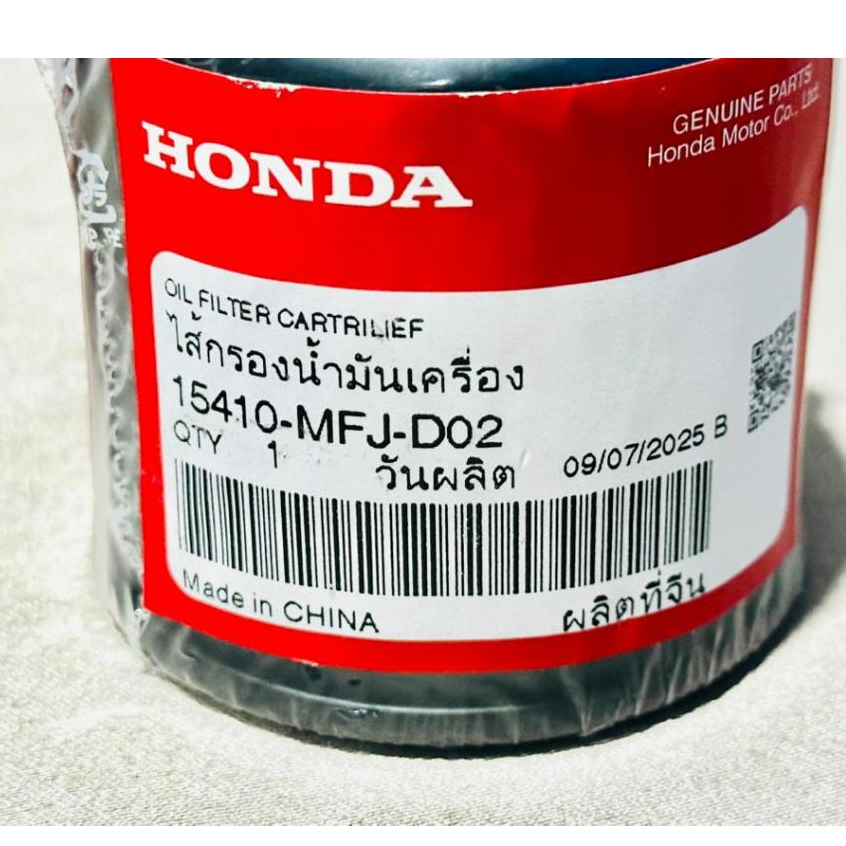 HONDA
GENUINE PARTS
Honda Motor Co., Ltd.
OIL FILTER CARTRILIEF
ไส้กรองน้ำมันเครื่อง
15410-MFJ-D02
QTY 1 วันผลิต 09/07/2025 B
Made in CHINA ผลิตที่จีน